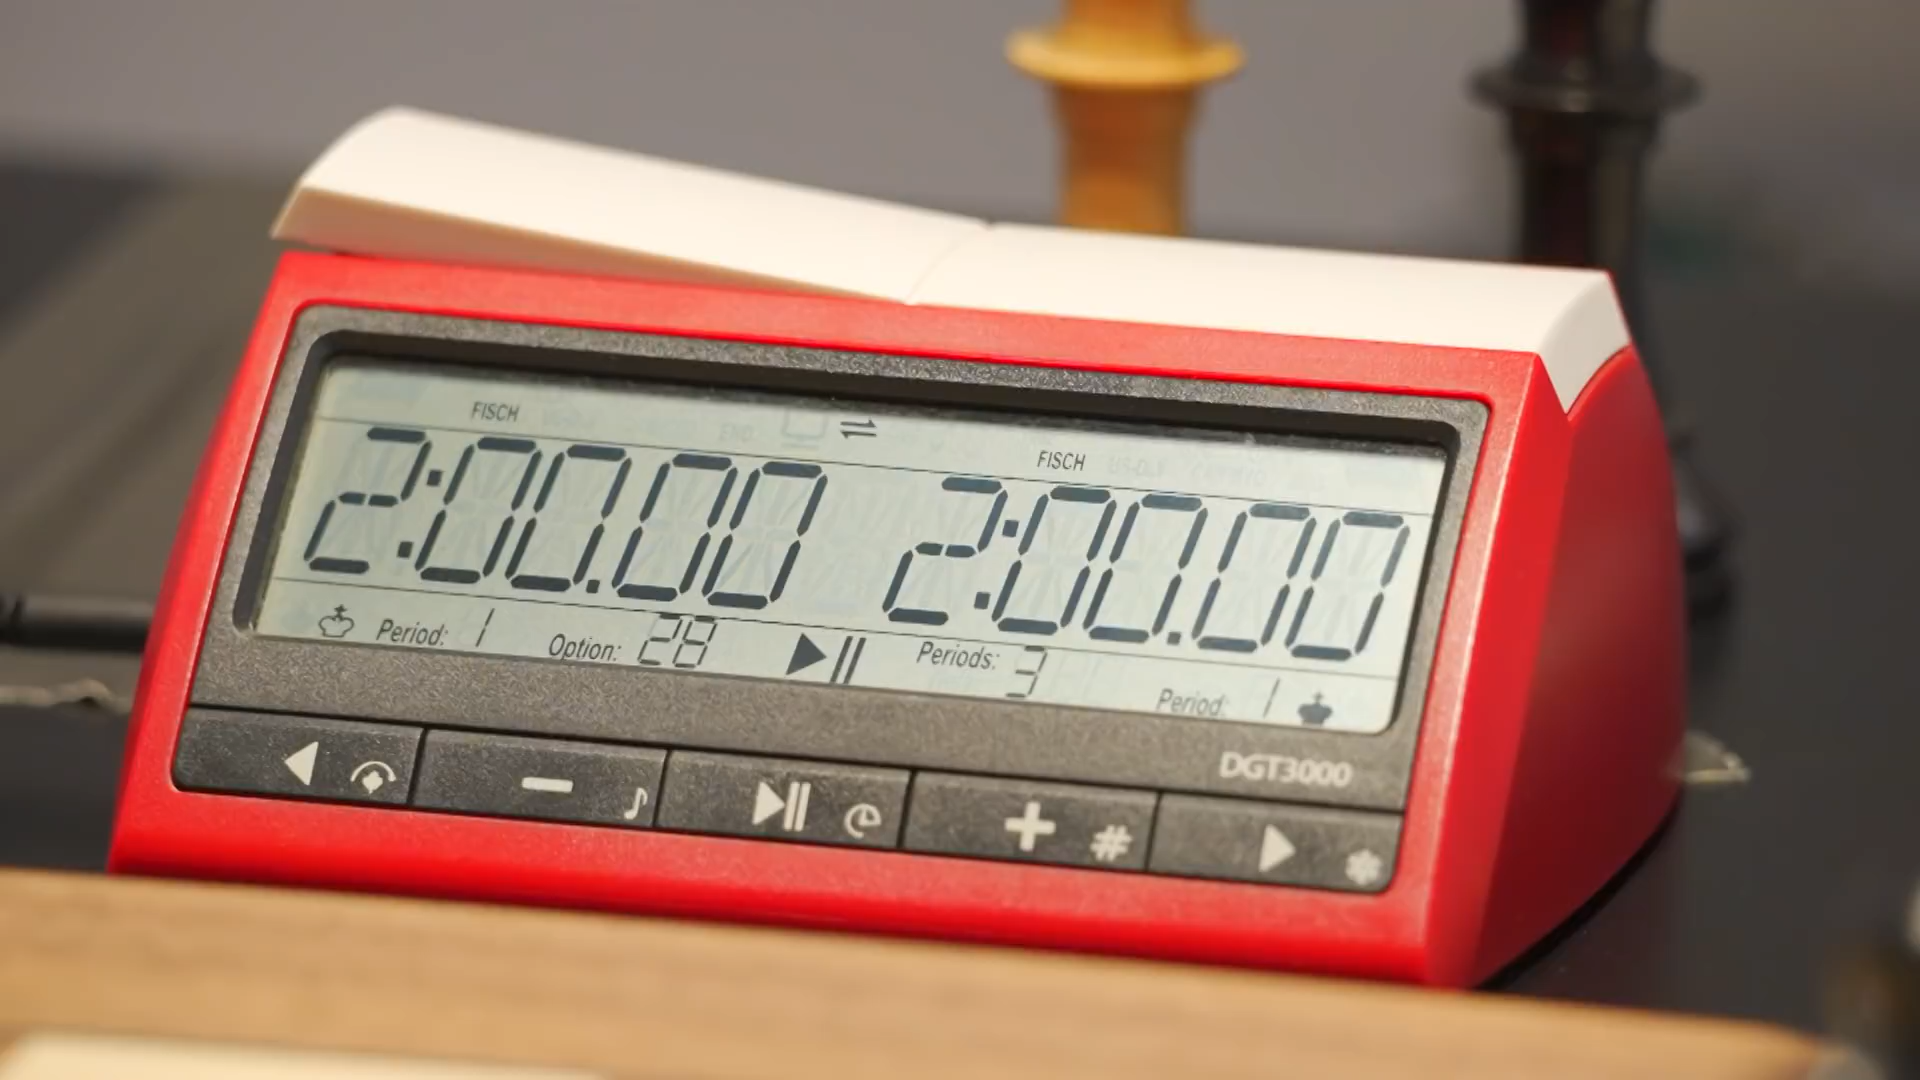 FISCH FISCH
2:00.00 2:00.00
Period: 1 Option: 28 Periods: 3 Period: 1
DGT3000